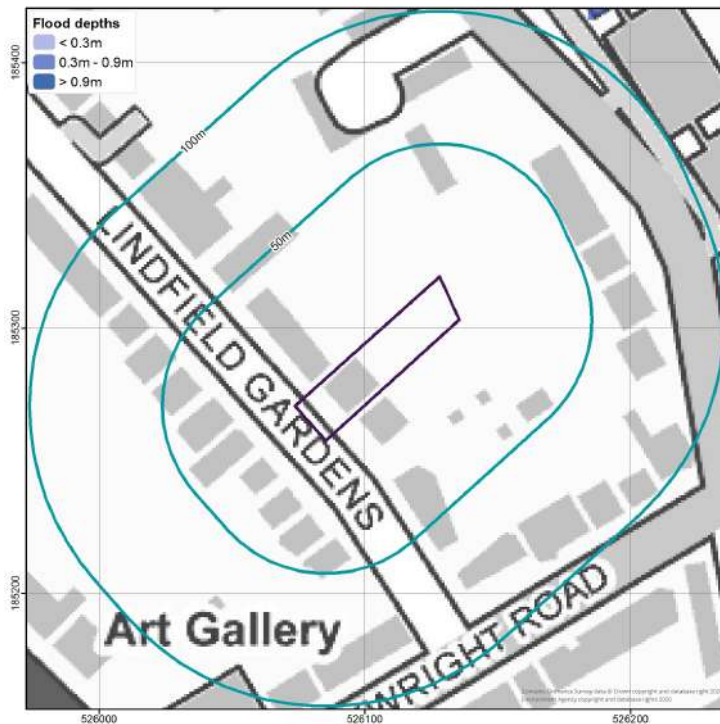 Flood depths
< 0.3m
0.3m - 0.9m
> 0.9m
185400
100m
50m
185300
LINDFIELD GARDENS
185200
Art Gallery
WRIGHT ROAD
526000
526100
526200